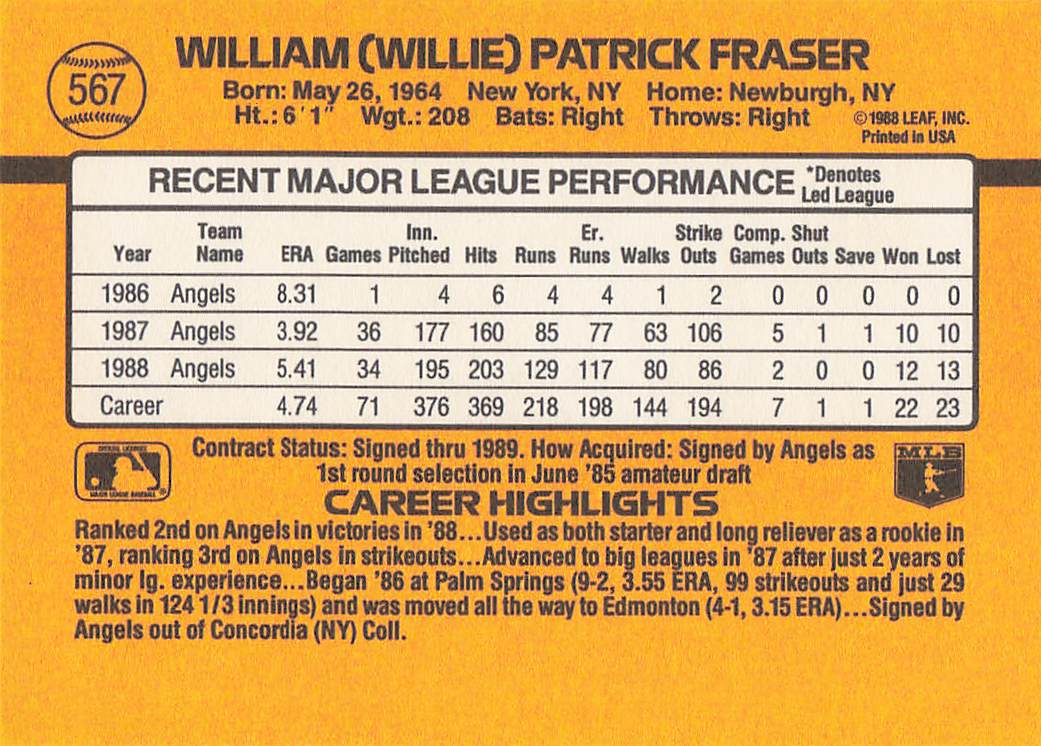 567
WILLIAM (WILLIE) PATRICK FRASER
Born: May 26, 1964 New York, NY Home: Newburgh, NY
Ht.: 6'1" Wgt.: 208 Bats: Right Throws: Right ©1988 LEAF, INC.
Printed in USA
RECENT MAJOR LEAGUE PERFORMANCE *Denotes
Led League
Team Inn. Er. Strike Comp. Shut
Year Name ERA Games Pitched Hits Runs Runs Walks Outs Games Outs Save Won Lost
1986 Angels 8.31 1 4 6 4 4 1 2 0 0 0 0 0
1987 Angels 3.92 36 177 160 85 77 63 106 5 1 1 10 10
1988 Angels 5.41 34 195 203 129 117 80 86 2 0 0 12 13
Career 4.74 71 376 369 218 198 144 194 7 1 1 22 23
Contract Status: Signed thru 1989. How Acquired: Signed by Angels as
1st round selection in June '85 amateur draft
MLB
CAREER HIGHLIGHTS
Ranked 2nd on Angels in victories in '88...Used as both starter and long reliever as a rookie in
'87, ranking 3rd on Angels in strikeouts...Advanced to big leagues in '87 after just 2 years of
minor lg. experience...Began '86 at Palm Springs (9-2, 3.55 ERA, 99 strikeouts and just 29
walks in 124 1/3 innings) and was moved all the way to Edmonton (4-1, 3.15 ERA)...Signed by
Angels out of Concordia (NY) Coll.